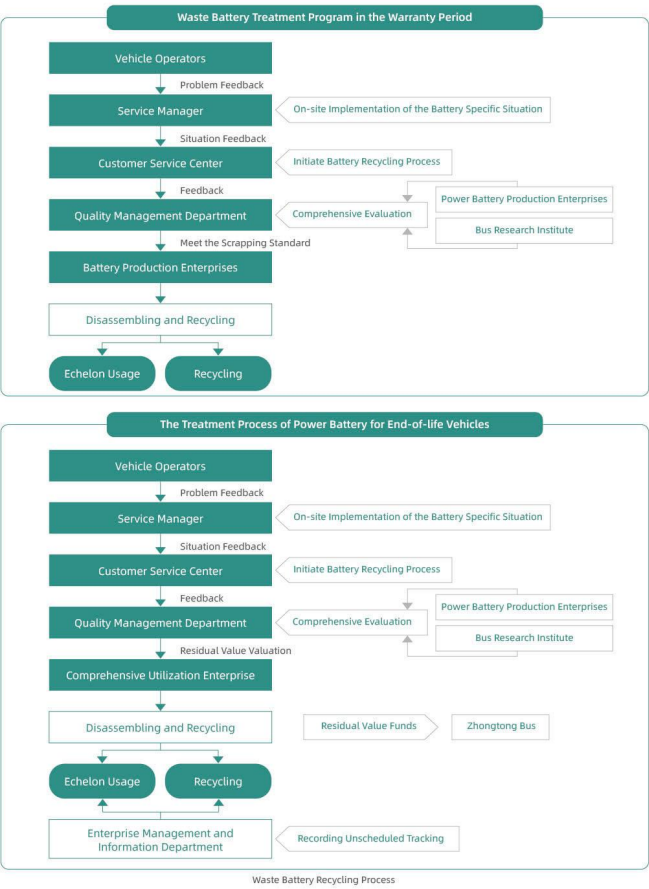 Waste Battery Treatment Program in the Warranty Period
Vehicle Operators
Problem Feedback
Service Manager
On-site Implementation of the Battery Specific Situation
Situation Feedback
Customer Service Center
Initiate Battery Recycling Process
Feedback
Quality Management Department
Comprehensive Evaluation
Power Battery Production Enterprises
Bus Research Institute
Meet the Scrapping Standard
Battery Production Enterprises
Disassembling and Recycling
Echelon Usage
Recycling
The Treatment Process of Power Battery for End-of-life Vehicles
Vehicle Operators
Problem Feedback
Service Manager
On-site Implementation of the Battery Specific Situation
Situation Feedback
Customer Service Center
Initiate Battery Recycling Process
Feedback
Quality Management Department
Comprehensive Evaluation
Power Battery Production Enterprises
Bus Research Institute
Residual Value Valuation
Comprehensive Utilization Enterprise
Disassembling and Recycling
Residual Value Funds
Zhongtong Bus
Echelon Usage
Recycling
Enterprise Management and
Information Department
Recording Unscheduled Tracking
Waste Battery Recycling Process